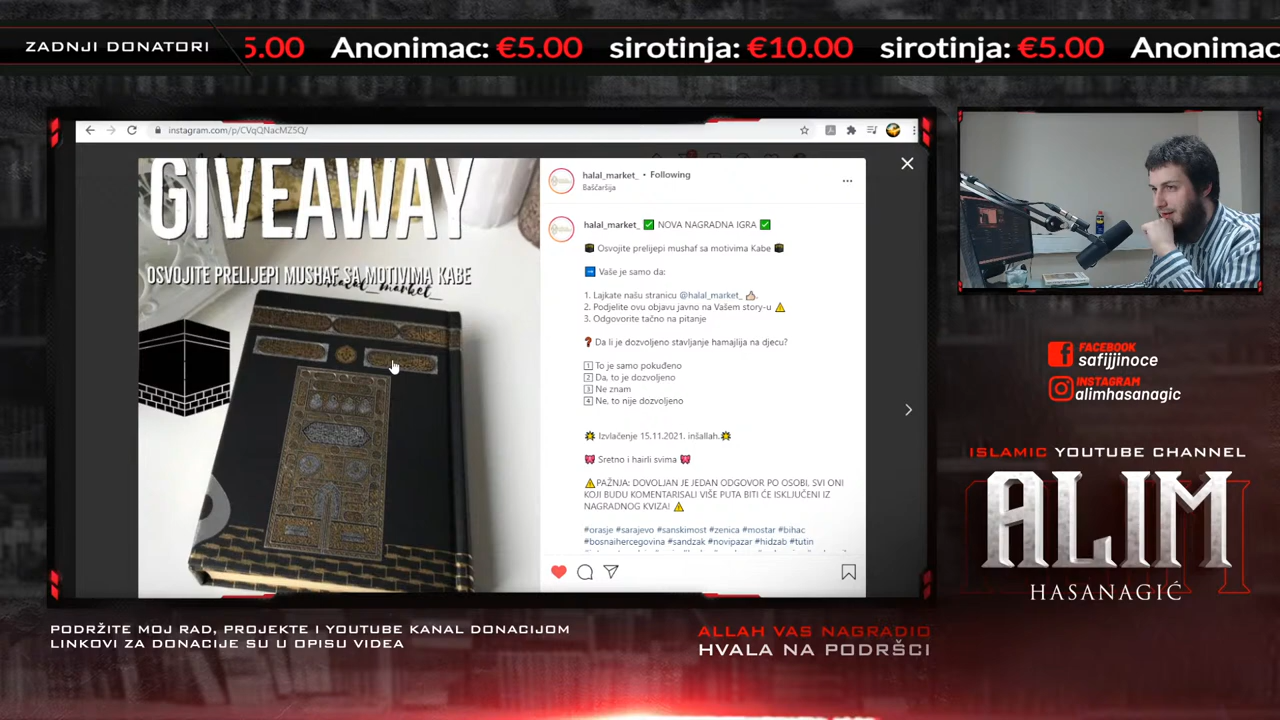 ZADNJI DONATORI
5.00 Anonimac: €5.00 sirotinja: €10.00 sirotinja: €5.00 Anonimac
instagram.com/p/CVqQNacMZ5Q/
GIVEAWAY
OSVOJITE PRELIJEPI MUSHAF SA MOTIVIMA KABE
halal_market_
halal_market_ • Following
Baščaršija
halal_market_ ✅ NOVA NAGRADNA IGRA ✅
🕋 Osvojite prelijepi mushaf sa motivima Kabe 🕋
➡️ Vaše je samo da:
1. Lajkate našu stranicu @halal_market_ 👍🏻.
2. Podjelite ovu objavu javno na Vašem story-u ⚠️
3. Odgovorite tačno na pitanje
❓ Da li je dozvoljeno stavljanje hamajlija na djecu?
1️⃣ To je samo pokuđeno
2️⃣ Da, to je dozvoljeno
3️⃣ Ne znam
4️⃣ Ne, to nije dozvoljeno
💥 Izvlačenje 15.11.2021. inšallah.💥
🎀 Sretno i hairli svima 🎀
⚠️PAŽNJA: DOVOLJAN JE JEDAN ODGOVOR PO OSOBI, SVI ONI
KOJI BUDU KOMENTARISALI VIŠE PUTA BITI ĆE ISKLJUČENI IZ
NAGRADNOG KVIZA! ⚠️
#orasje #sarajevo #sanskimost #zenica #mostar #bihac
#bosnaihercegovina #sandzak #novipazar #hidzab #tutin
FACEBOOK
safijjinoce
INSTAGRAM
alimhasanagic
ISLAMIC YOUTUBE CHANNEL
ALIM
HASANAGIĆ
PODRŽITE MOJ RAD, PROJEKTE I YOUTUBE KANAL DONACIJOM
LINKOVI ZA DONACIJE SU U OPISU VIDEA
ALLAH VAS NAGRADIO
HVALA NA PODRŠCI